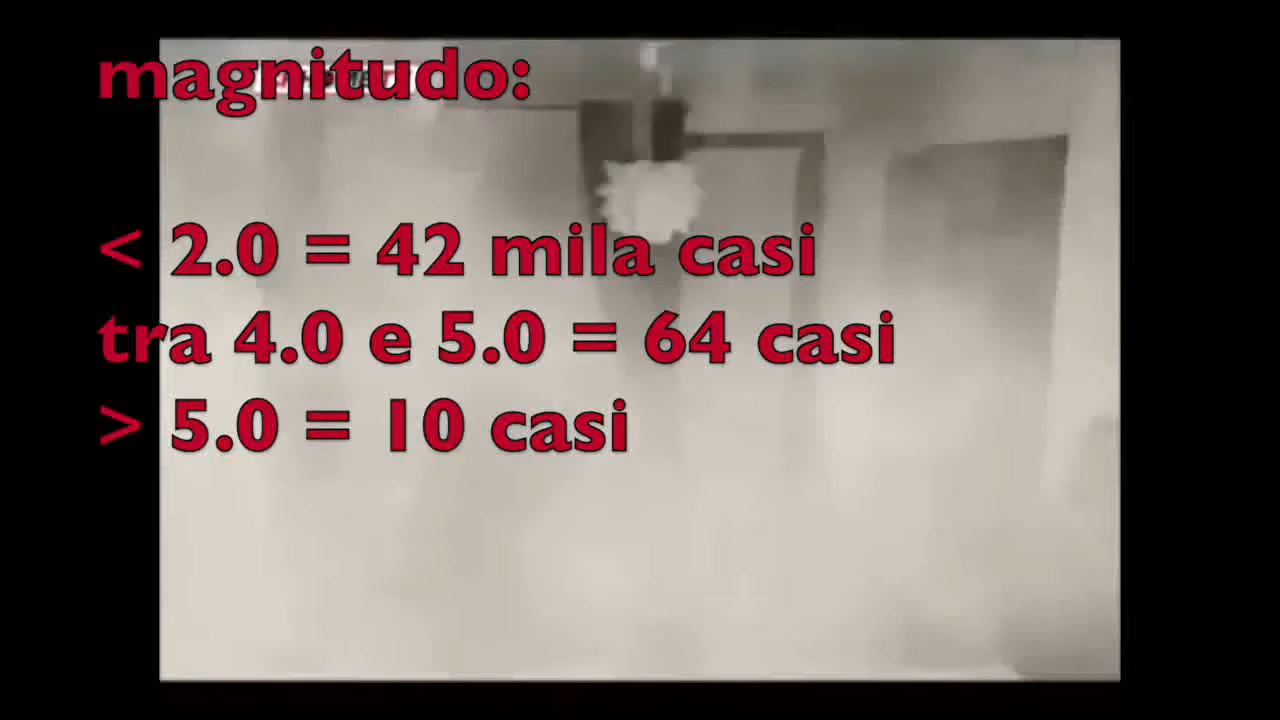 magnitudo:
< 2.0 = 42 mila casi
tra 4.0 e 5.0 = 64 casi
> 5.0 = 10 casi